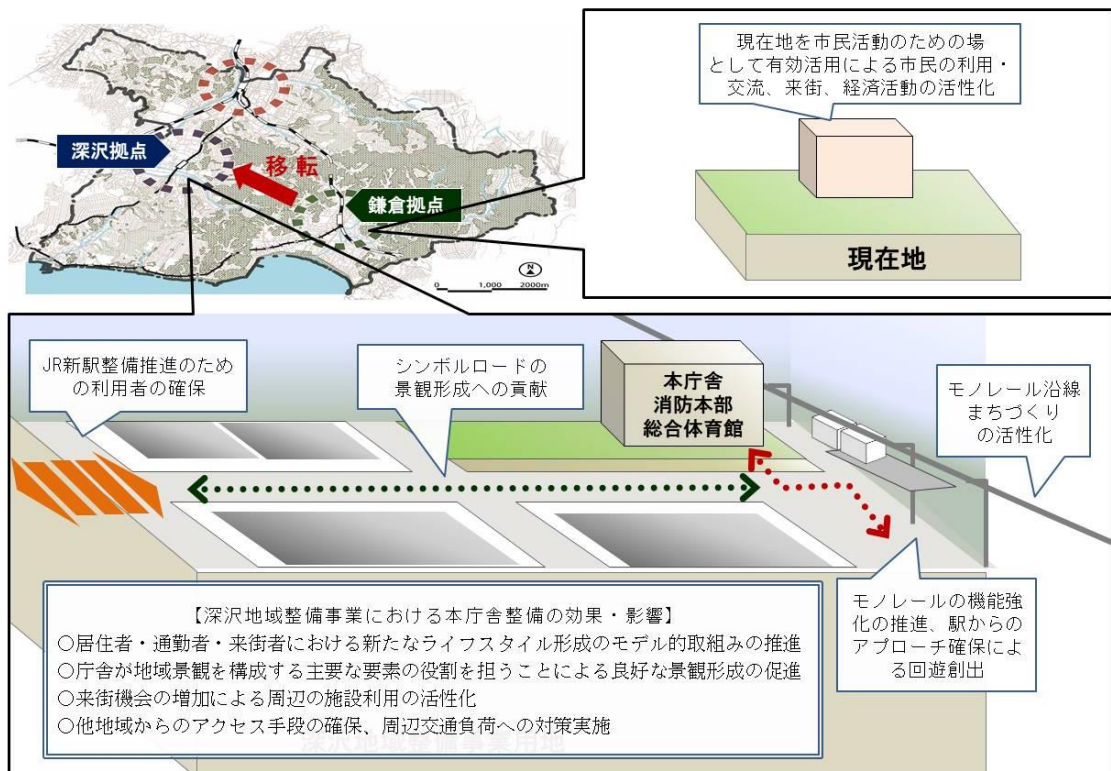 深沢拠点
移 転
鎌倉拠点
N
0 1,000 2000m
現在地を市民活動のための場
として有効活用による市民の利用・
交流、来街、経済活動の活性化
現在地
JR新駅整備推進のため
の利用者の確保
シンボルロードの
景観形成への貢献
本庁舎
消防本部
総合体育館
モノレール沿線
まちづくり
の活性化
モノレールの機能強
化の推進、駅からの
アプローチ確保によ
る回遊創出
【深沢地域整備事業における本庁舎整備の効果・影響】
○居住者・通勤者・来街者における新たなライフスタイル形成のモデル的取組みの推進
○庁舎が地域景観を構成する主要な要素の役割を担うことによる良好な景観形成の促進
○来街機会の増加による周辺の施設利用の活性化
○他地域からのアクセス手段の確保、周辺交通負荷への対策実施
深沢地域整備事業用地